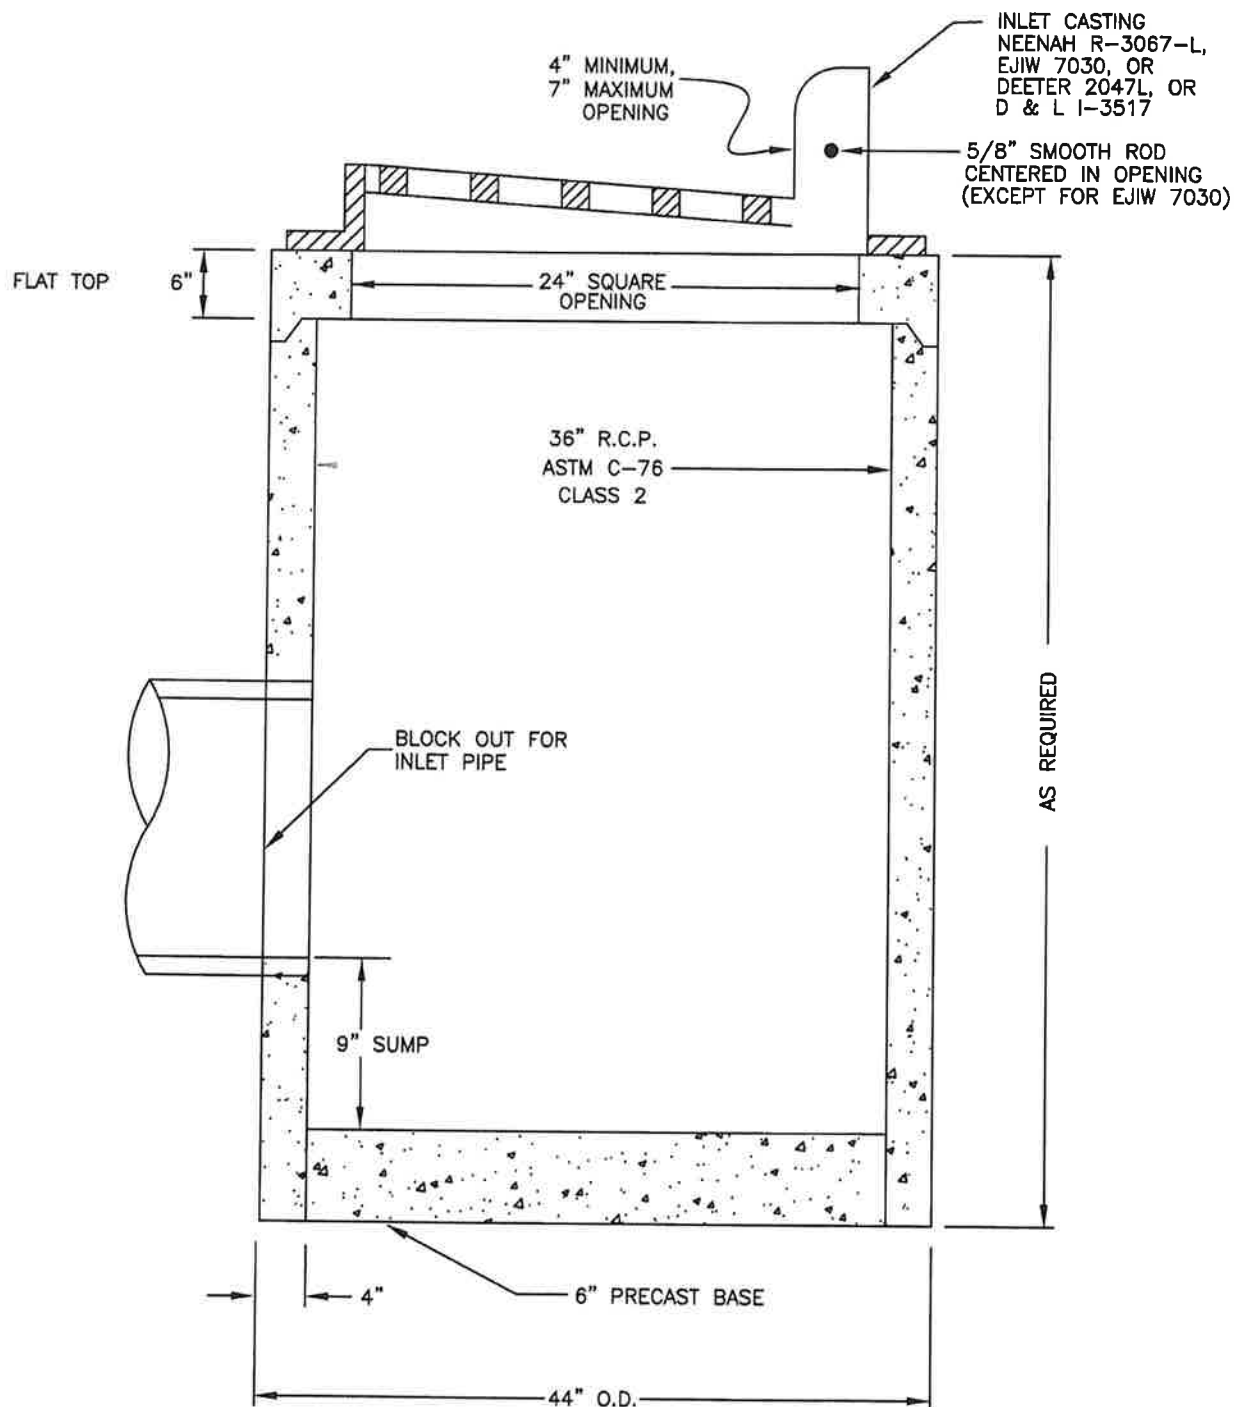 INLET CASTING
NEENAH R-3067-L,
EJIW 7030, OR
DEETER 2047L, OR
D & L I-3517
4" MINIMUM,
7" MAXIMUM
OPENING
5/8" SMOOTH ROD
CENTERED IN OPENING
(EXCEPT FOR EJIW 7030)
FLAT TOP
6"
24" SQUARE
OPENING
36" R.C.P.
ASTM C-76
CLASS 2
AS REQUIRED
BLOCK OUT FOR
INLET PIPE
9" SUMP
4"
6" PRECAST BASE
44" O.D.